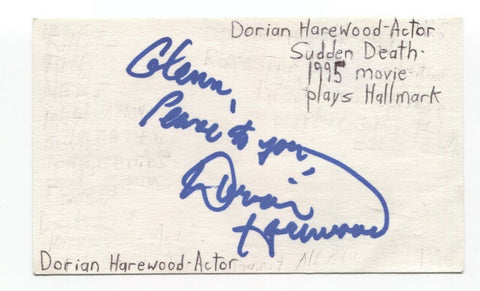 Dorian Harewood-Actor
Sudden Death-
1995 movie-
plays Hallmark
Glenn,
Peace to you,
Dorian
Harewood
Dorian Harewood-Actor